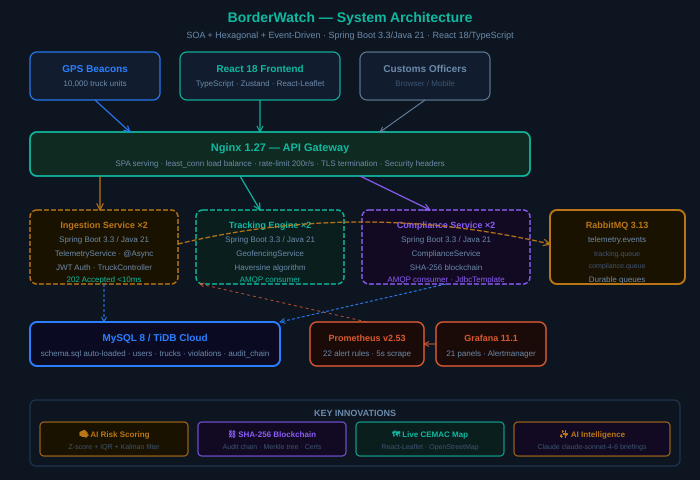 BorderWatch — System Architecture
SOA + Hexagonal + Event-Driven · Spring Boot 3.3/Java 21 · React 18/TypeScript
GPS Beacons
10,000 truck units
React 18 Frontend
TypeScript · Zustand · React-Leaflet
Customs Officers
Browser / Mobile
Nginx 1.27 — API Gateway
SPA serving · least_conn load balance · rate-limit 200r/s · TLS termination · Security headers
Ingestion Service ×2
Spring Boot 3.3 / Java 21
TelemetryService · @Async
JWT Auth · TruckController
202 Accepted <10ms
Tracking Engine ×2
Spring Boot 3.3 / Java 21
GeofencingService
Haversine algorithm
AMOP consumer
Compliance Service ×2
Spring Boot 3.3 / Java 21
ComplianceService
SHA-256 blockchain
AMOP consumer · JdbcTemplate
RabbitMQ 3.13
telemetry.events
tracking.queue
compliance.queue
Durable queues
MySQL 8 / TiDB Cloud
schema.sql auto-loaded · users · trucks · violations · audit_chain
Prometheus v2.53
22 alert rules · 5s scrape
Grafana 11.1
21 panels · Alertmanager
KEY INNOVATIONS
AI Risk Scoring
Z-score + IQR + Kalman filter
SHA-256 Blockchain
Audit chain · Merkle tree · Certs
Live CEMAC Map
React-Leaflet · OpenStreetMap
AI Intelligence
Claude claude-sonnet-4-6 briefings